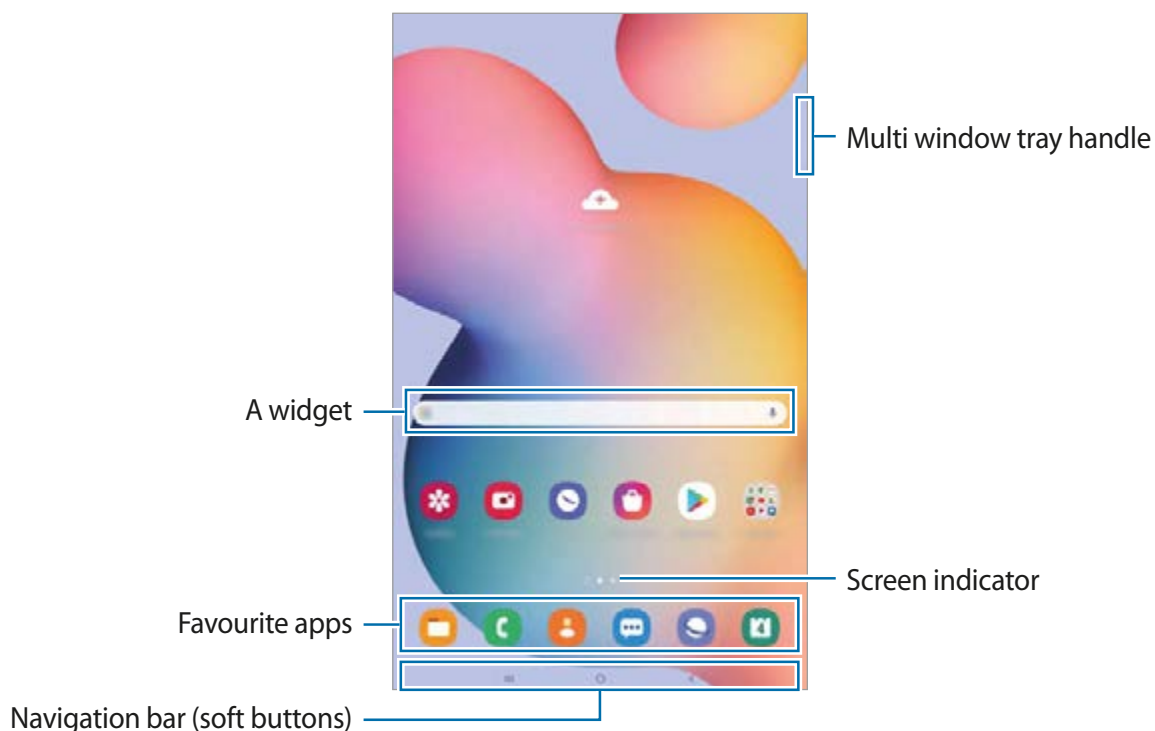 Multi window tray handle
A widget
Screen indicator
Favourite apps
Navigation bar (soft buttons)